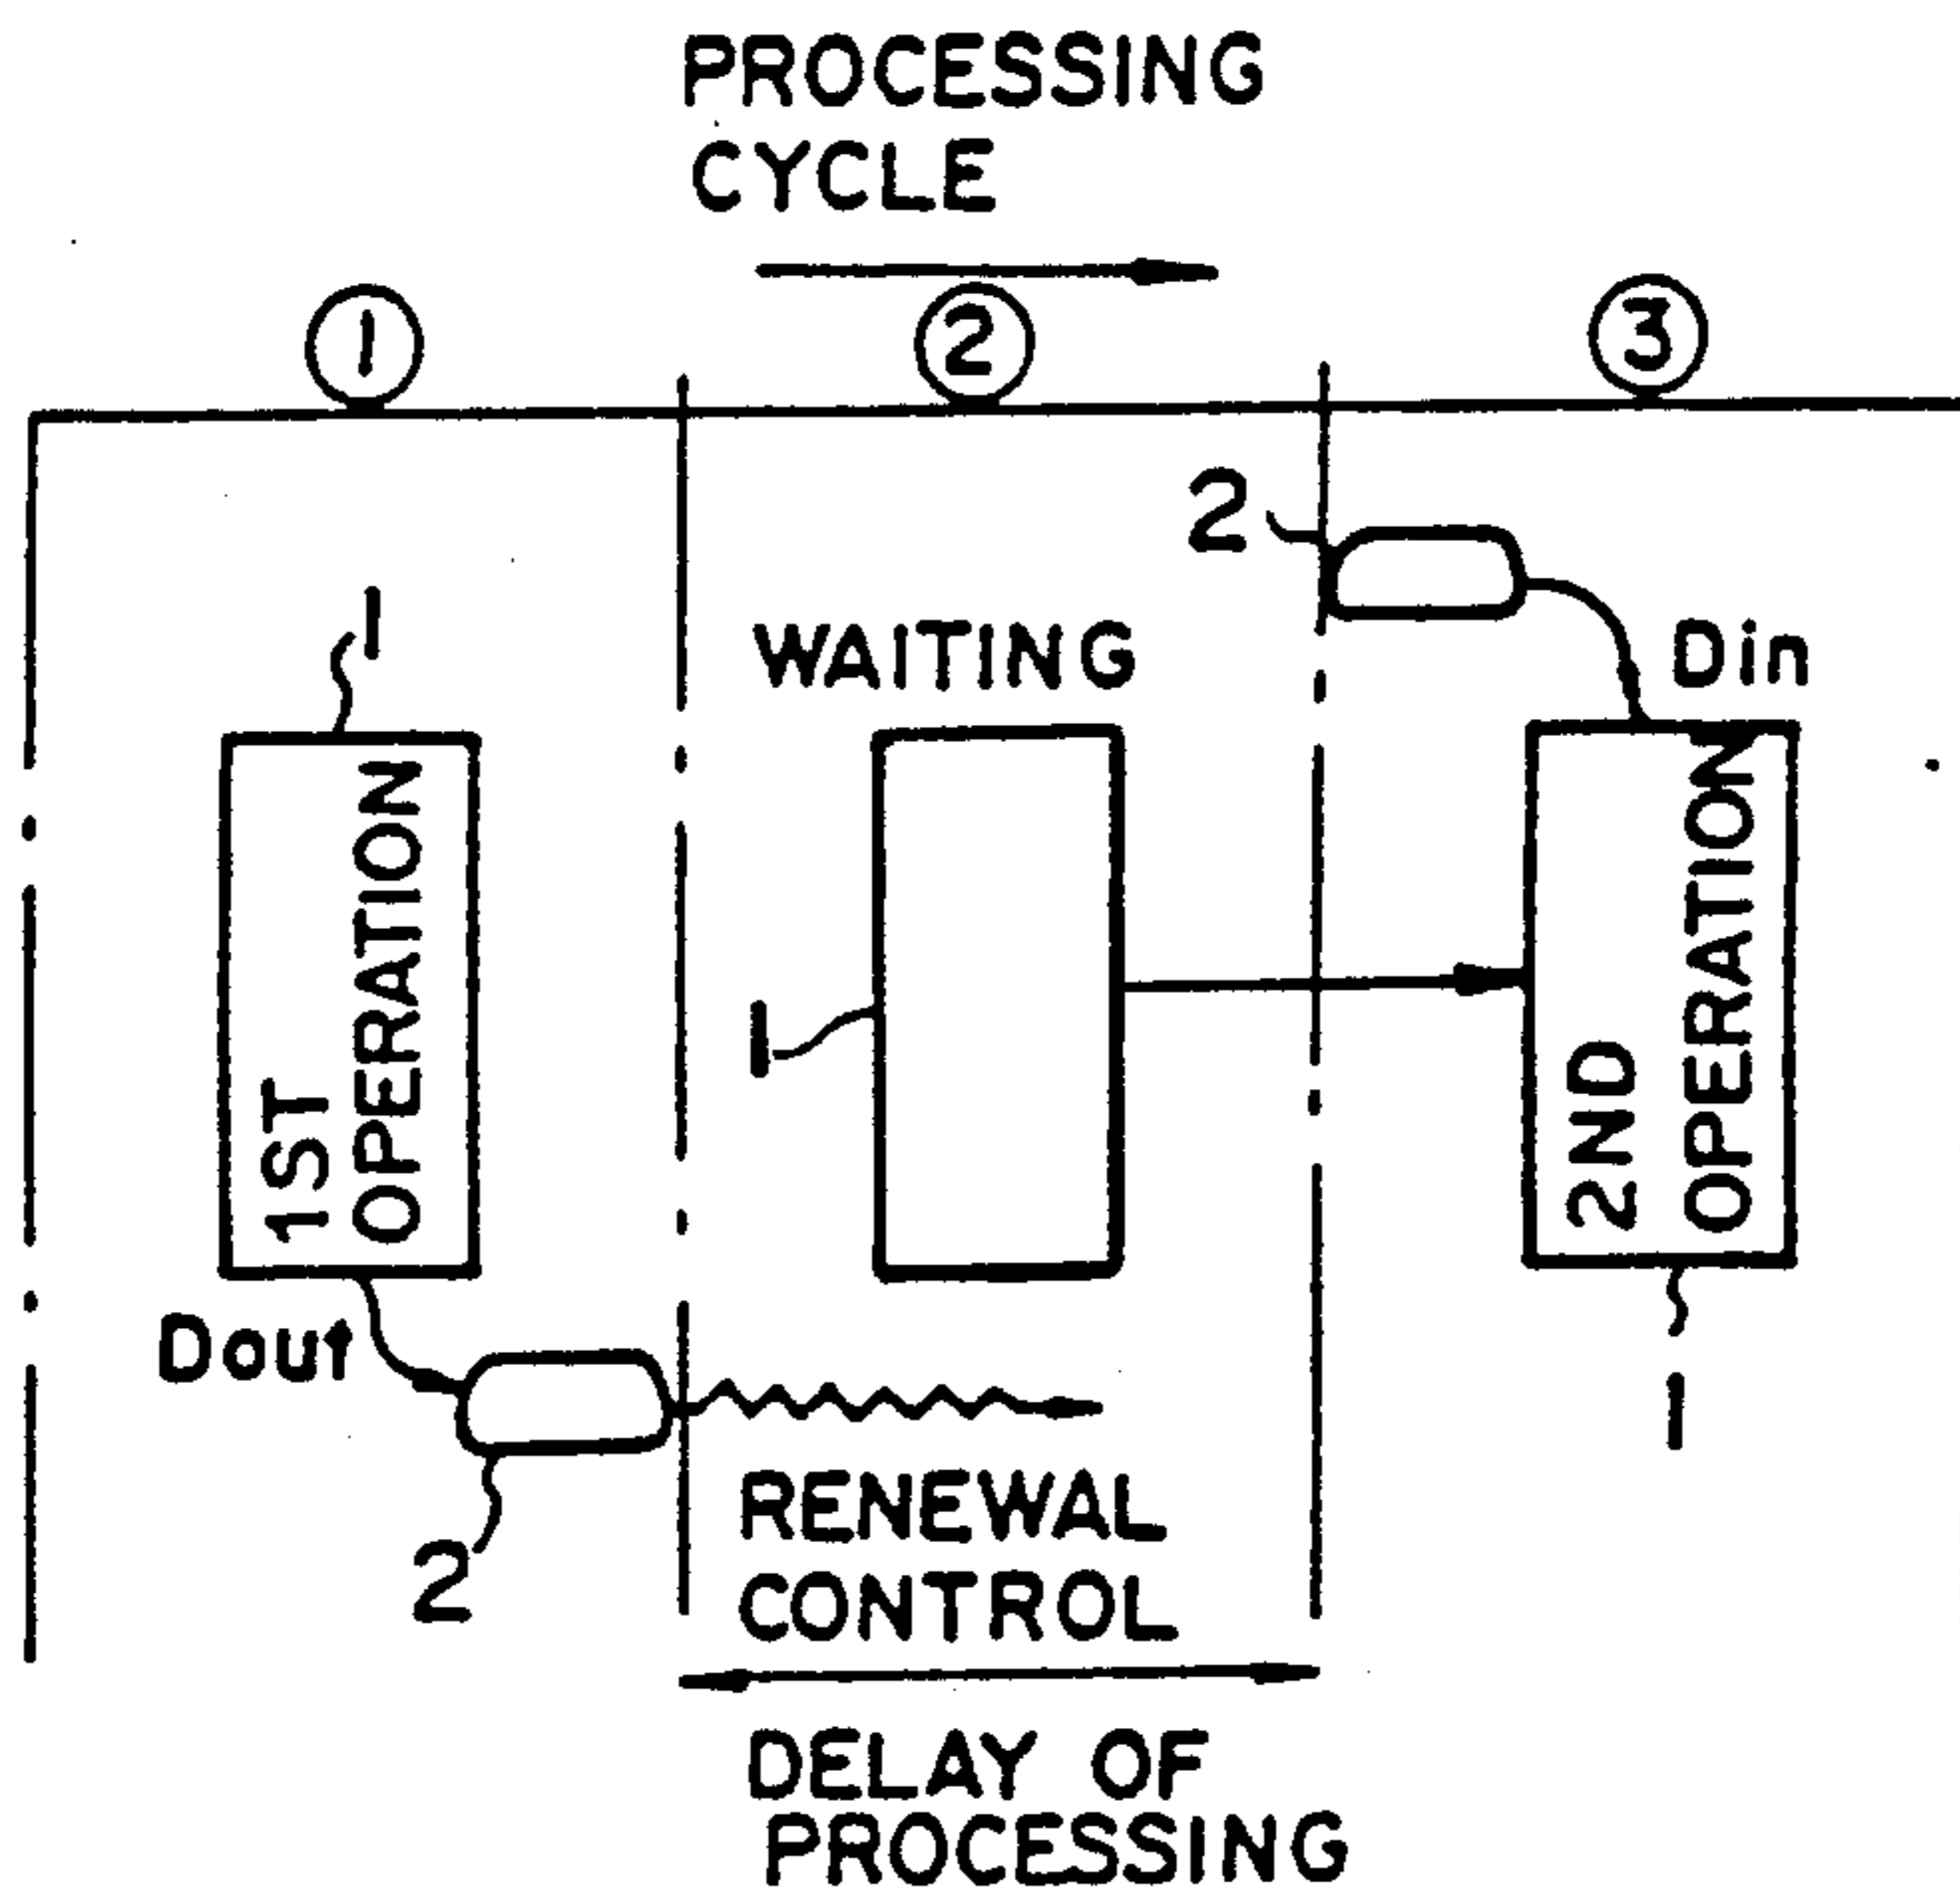 PROCESSING
CYCLE
①
②
③
2
WAITING
Din
1
1ST
OPERATION
1
2ND
OPERATION
Dout
1
2
RENEWAL
CONTROL
DELAY OF
PROCESSING